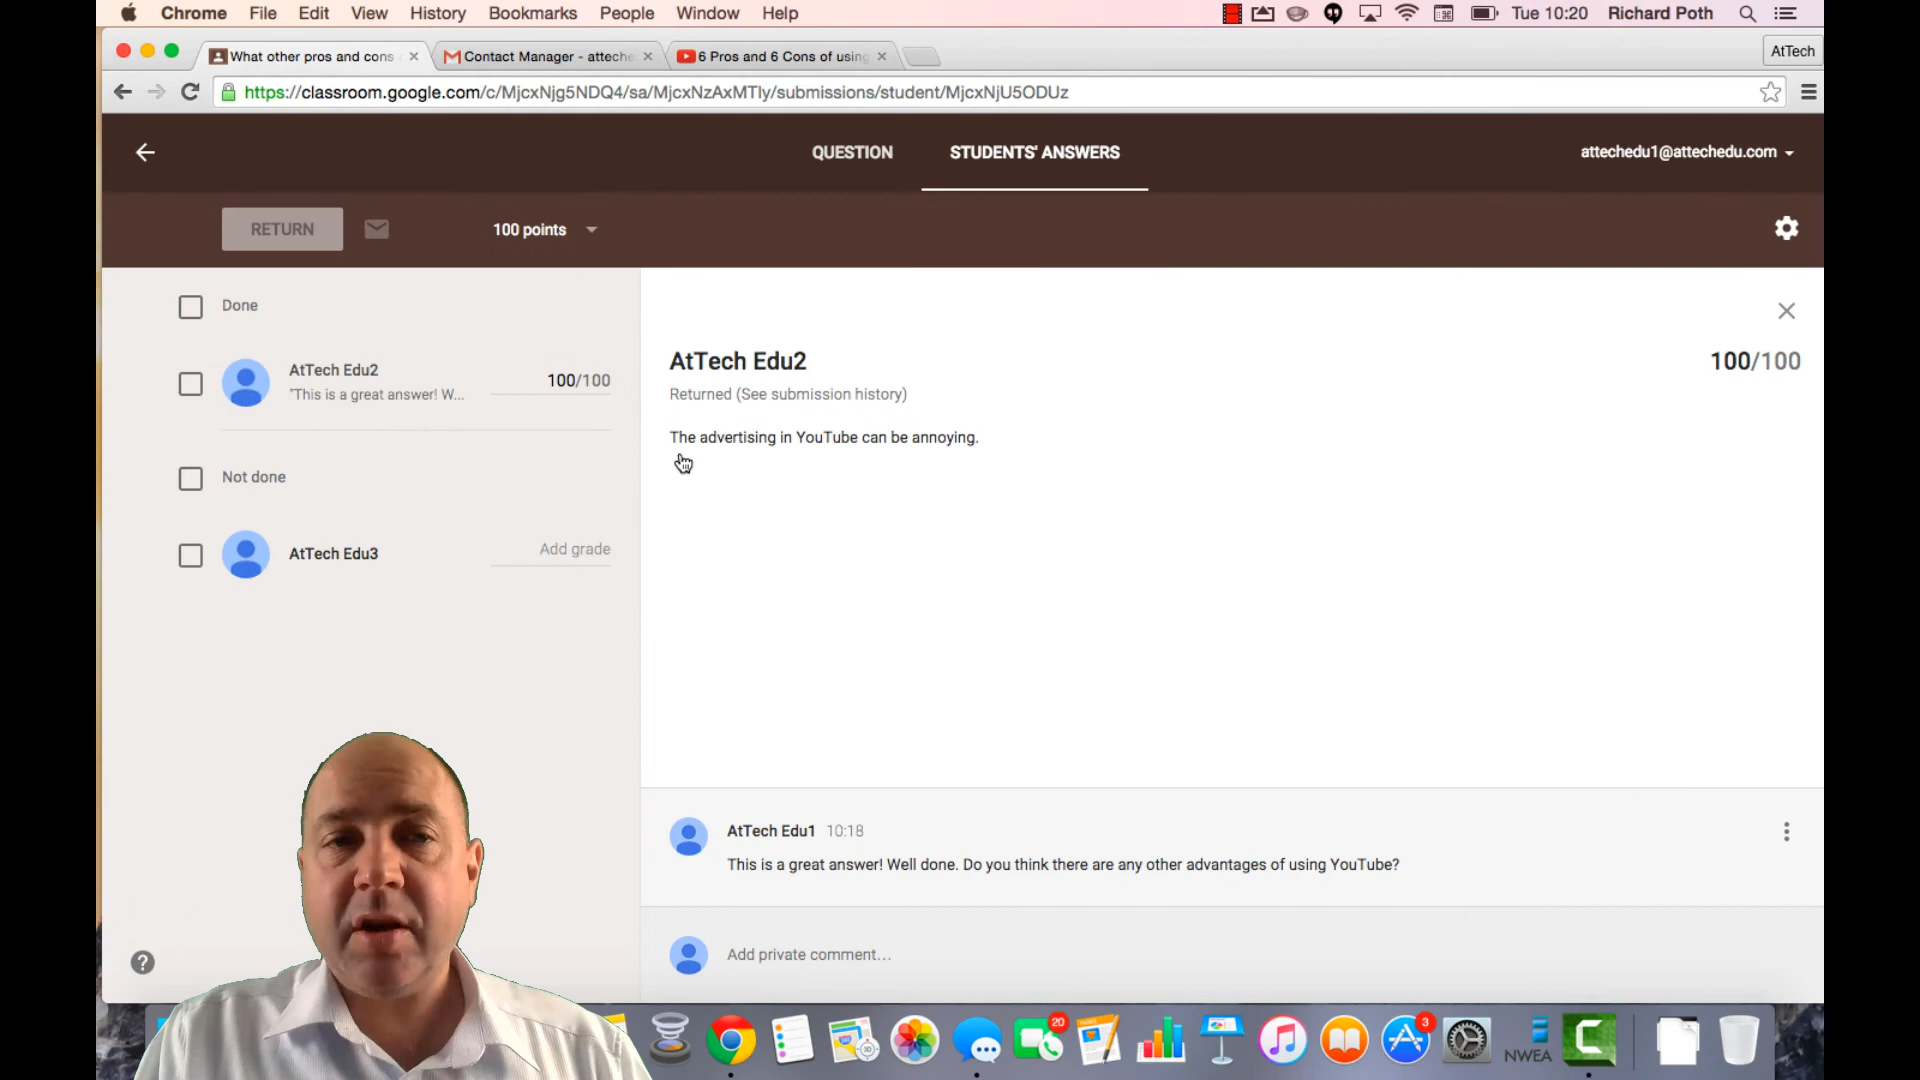 Chrome File Edit View History Bookmarks People Window Help Tue 10:20 Richard Poth
What other pros and cons Contact Manager - atteche 6 Pros and 6 Cons of using AtTech
https://classroom.google.com/c/MjcxNjg5NDQ4/sa/MjcxNzAxMTIy/submissions/student/MjcxNjU5ODUz
QUESTION STUDENTS' ANSWERS attechedu1@attechedu.com
RETURN 100 points
Done
AtTech Edu2 100/100
"This is a great answer! W...
Not done
AtTech Edu3 Add grade
AtTech Edu2 100/100
Returned (See submission history)
The advertising in YouTube can be annoying.
AtTech Edu1 10:18
This is a great answer! Well done. Do you think there are any other advantages of using YouTube?
Add private comment...
?
20
3
3D
NWEA